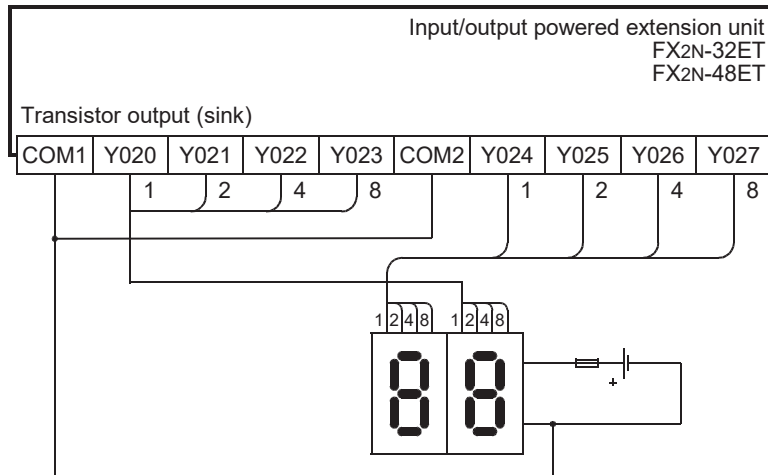 Input/output powered extension unit
FX2N-32ET
FX2N-48ET
Transistor output (sink)
COM1 Y020 Y021 Y022 Y023 COM2 Y024 Y025 Y026 Y027
1 2 4 8 1 2 4 8
1 2 4 8 1 2 4 8
8 8
+